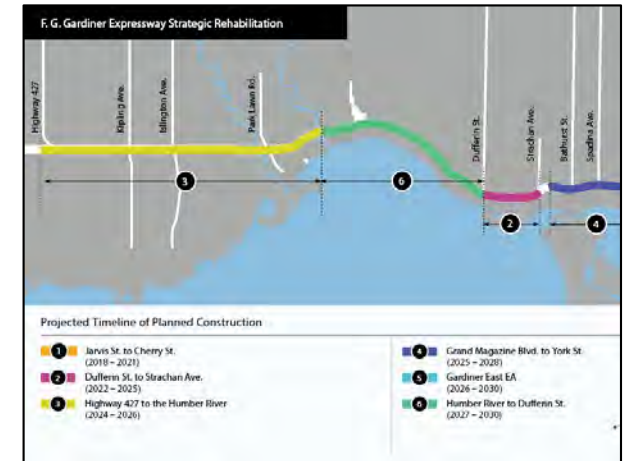 F. G. Gardiner Expressway Strategic Rehabilitation
Highway 427
Kipling Ave.
Islington Ave.
Park Lawn Rd.
Dufferin St.
Strachan Ave.
Bathurst St.
Spadina Ave.
3
6
2
4
Projected Timeline of Planned Construction
1 Jarvis St. to Cherry St.
(2018 – 2021)
2 Dufferin St. to Strachan Ave.
(2022 – 2025)
3 Highway 427 to the Humber River
(2024 – 2026)
4 Grand Magazine Blvd. to York St.
(2025 – 2028)
5 Gardiner East EA
(2026 – 2030)
6 Humber River to Dufferin St.
(2027 – 2030)